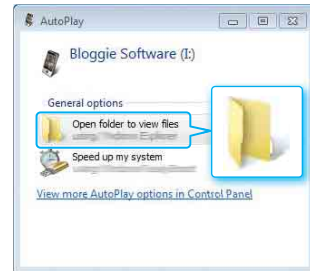 AutoPlay
Bloggie Software (I:)
General options
Open folder to view files
Speed up my system
View more AutoPlay options in Control Panel